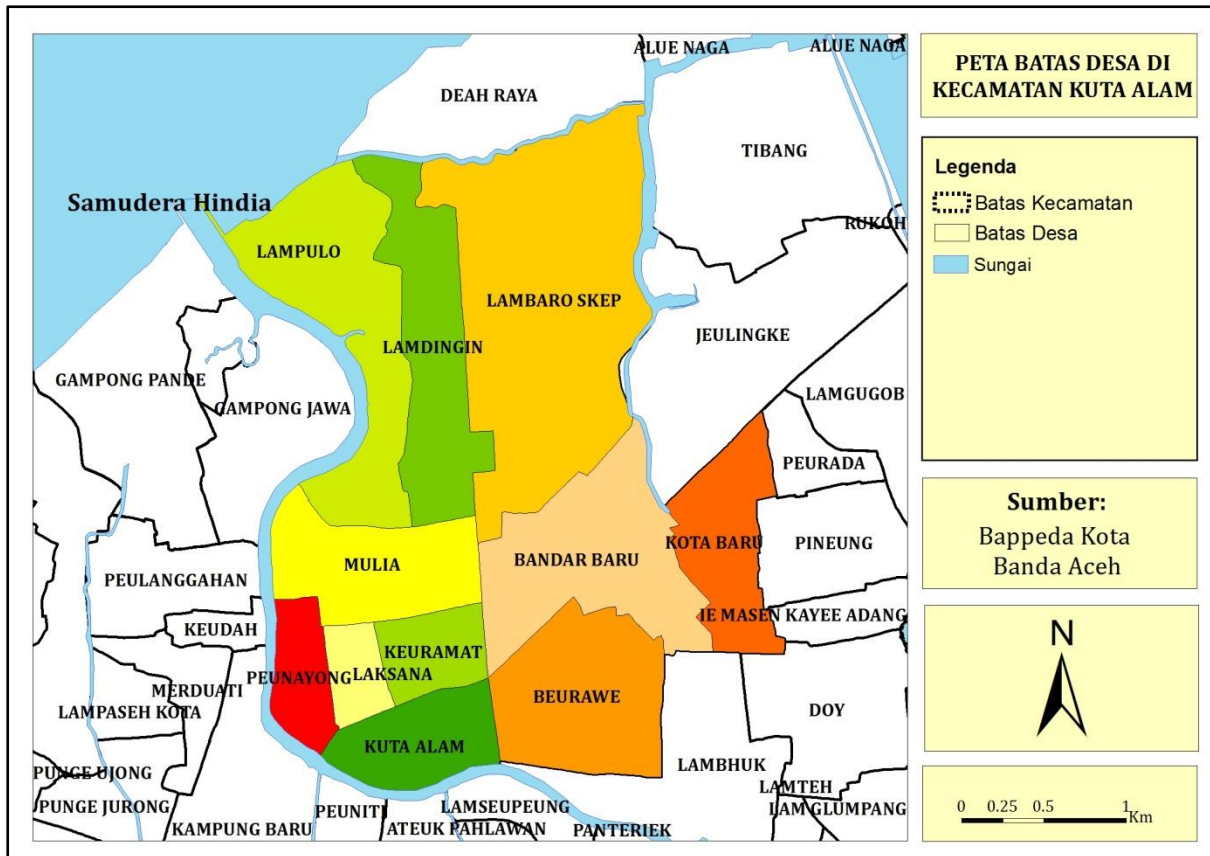 ALUE NAGA
ALUE NAGA
DEAH RAYA
TIBANG
Samudera Hindia
RUKOH
LAMPULO
LAMBARO SKEP
JEULINGKE
LAMDINGIN
GAMPONG PANDE
LAMGUGOB
GAMPONG JAWA
PEURADA
KOTA BARU
PINEUNG
MULIA
BANDAR BARU
PEULANGGAHAN
IE MASEN KAYEE ADANG
KEUDAH
KEURAMAT
PEUNAYONG
LAKSANA
MERDUATI
BEURAWE
LAMPASEH KOTA
DOY
KUTA ALAM
LAMBHUK
PUNGE UJONG
LAMTEH
PUNGE JURONG
PEUNITI
LAMSEUPEUNG
LAM GLUMPANG
KAMPUNG BARU
ATEUK PAHLAWAN
PANTERIEK
PETA BATAS DESA DI
KECAMATAN KUTA ALAM
Legenda
Batas Kecamatan
Batas Desa
Sungai
Sumber:
Bappeda Kota
Banda Aceh
N
0 0.25 0.5 1
Km